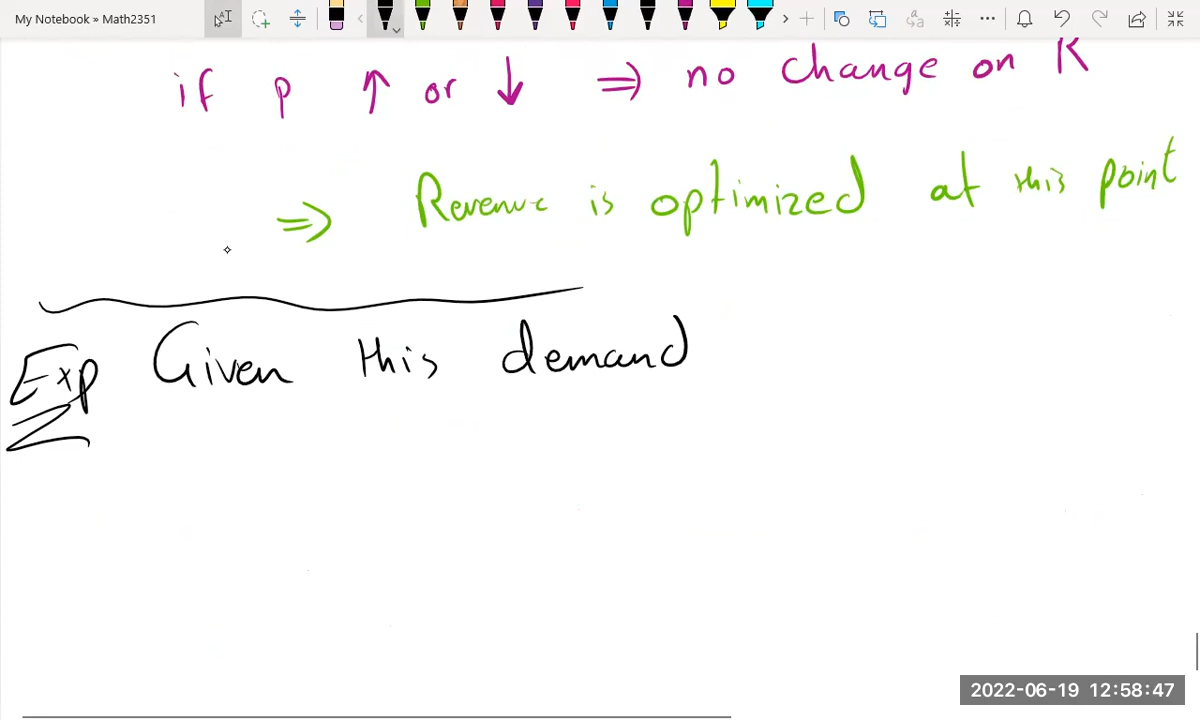 My Notebook » Math2351
if p ↑ or ↓ ⇒ no change on R
⇒ Revenue is optimized at this point
Exp Given this demand
2022-06-19 12:58:47